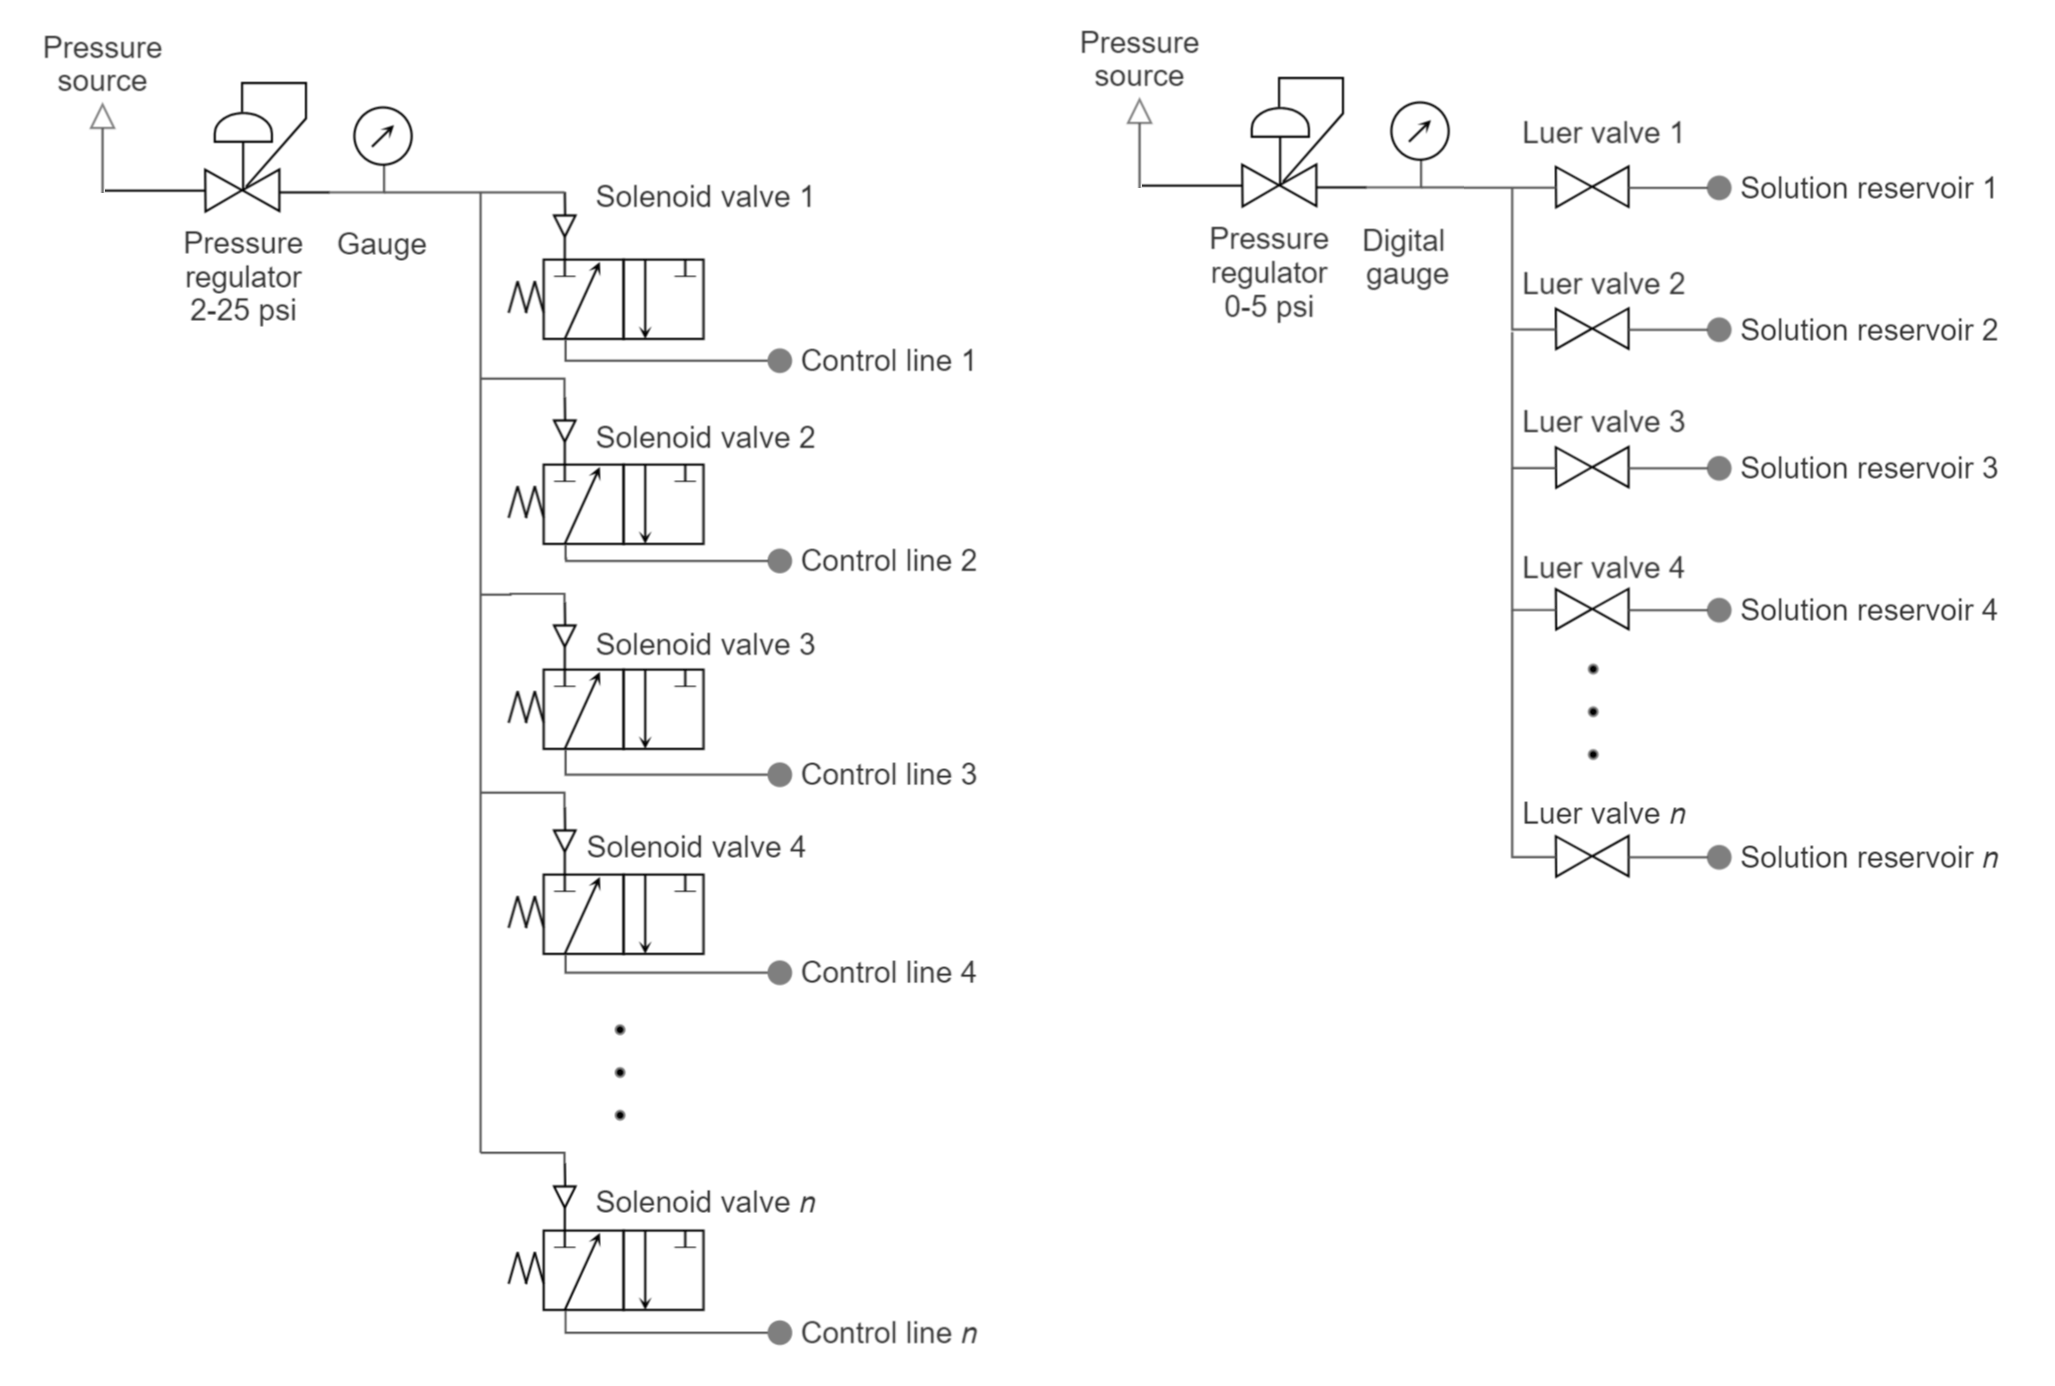 Pressure
source
Pressure
regulator
2-25 psi
Gauge
Solenoid valve 1
Control line 1
Solenoid valve 2
Control line 2
Solenoid valve 3
Control line 3
Solenoid valve 4
Control line 4
Solenoid valve n
Control line n
Pressure
source
Pressure
regulator
0-5 psi
Digital
gauge
Luer valve 1
Solution reservoir 1
Luer valve 2
Solution reservoir 2
Luer valve 3
Solution reservoir 3
Luer valve 4
Solution reservoir 4
Luer valve n
Solution reservoir n